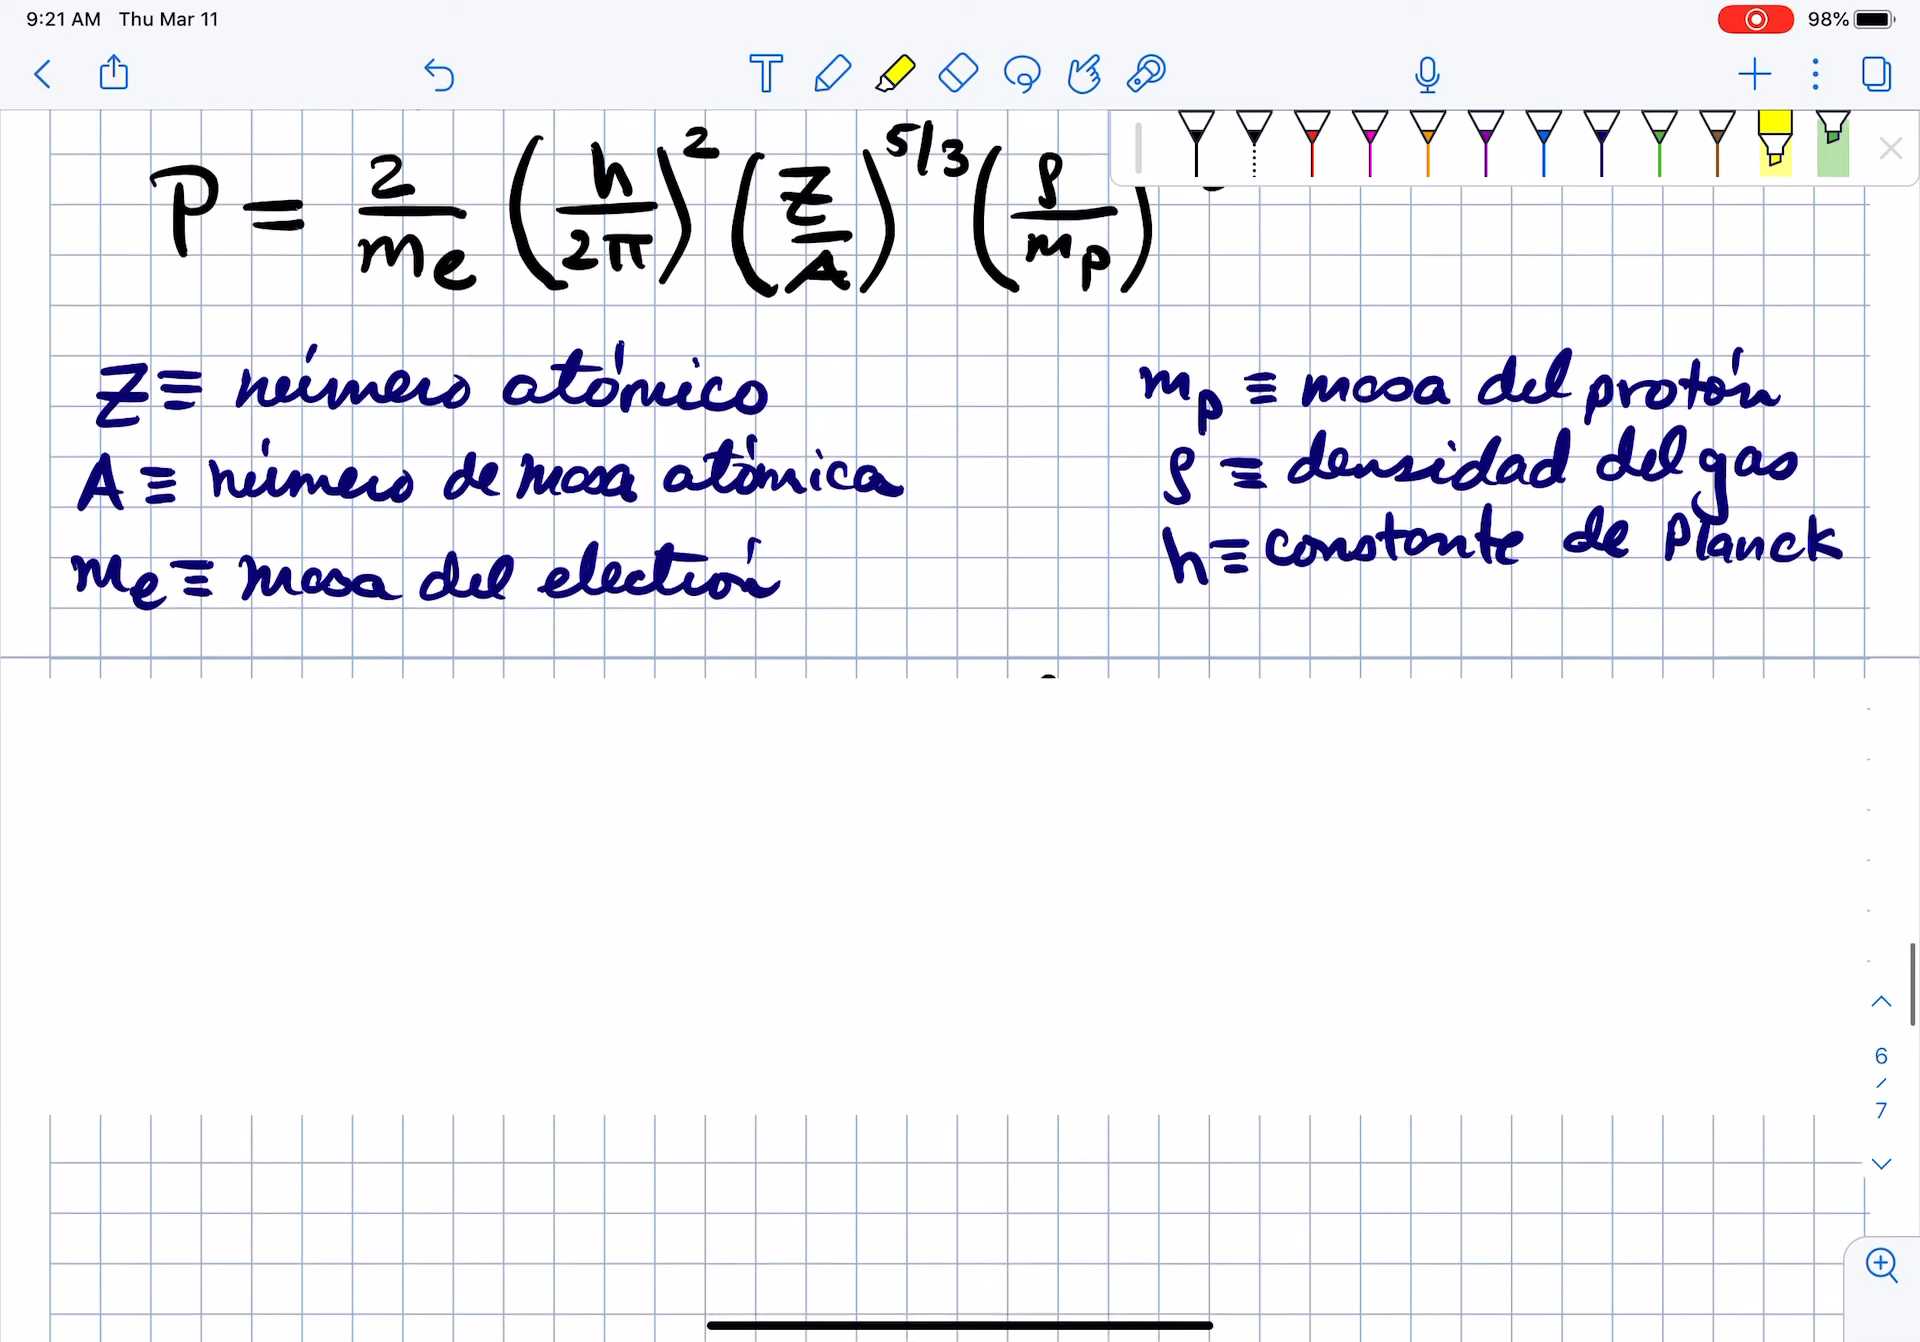 9:21 AM Thu Mar 11 98%
P = 2/mₑ (h/2π)² (Z/A)^5/3 (ρ/mₚ)
Z ≡ número atómico
A ≡ número de masa atómica
mₑ ≡ masa del electrón
mₚ ≡ masa del protón
ρ ≡ densidad del gas
h ≡ constante de Planck
6
/
7